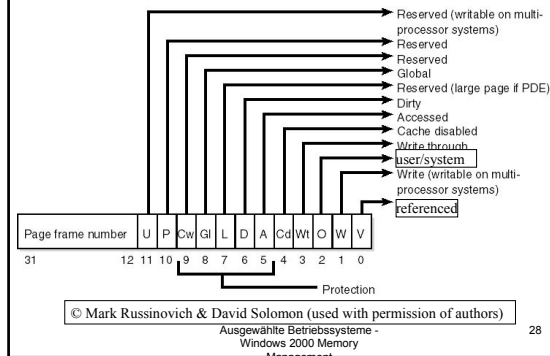 Reserved (writable on multi-
processor systems)
Reserved
Reserved
Global
Reserved (large page if PDE)
Dirty
Accessed
Cache disabled
Write through
user/system
Write (writable on multi-
processor systems)
referenced
Page frame number U P Cw Gl L D A Cd Wt O W V
31 12 11 10 9 8 7 6 5 4 3 2 1 0
Protection
© Mark Russinovich & David Solomon (used with permission of authors)
Ausgewählte Betriebssysteme -
Windows 2000 Memory
Management
28